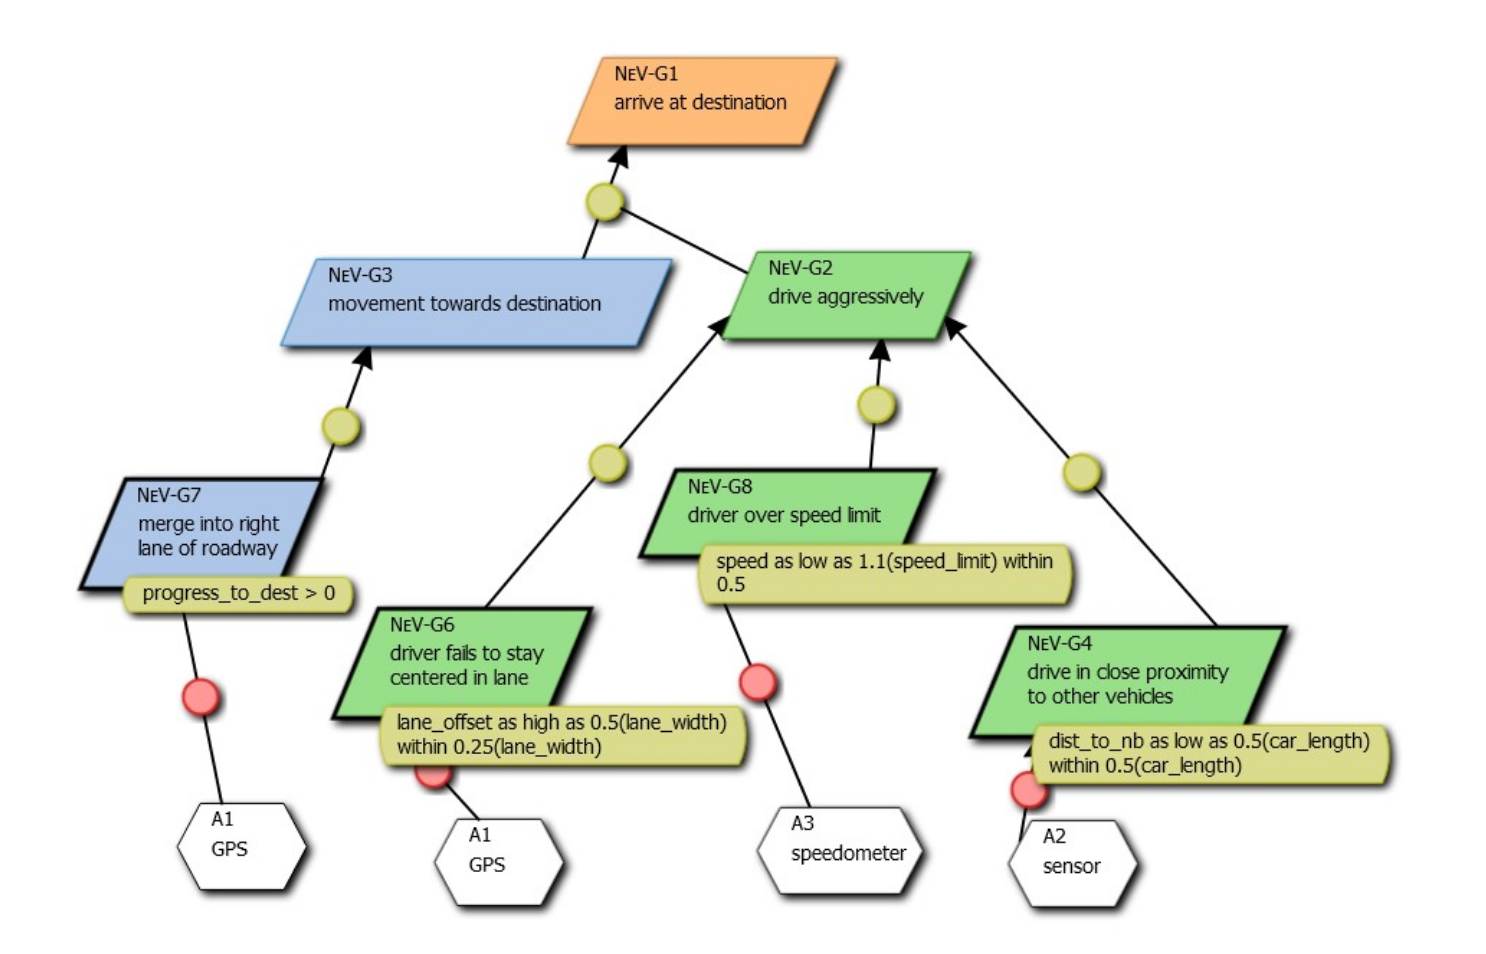 NEV-G1
arrive at destination
NEV-G3
movement towards destination
NEV-G2
drive aggressively
NEV-G7
merge into right
lane of roadway
progress_to_dest > 0
NEV-G8
driver over speed limit
speed as low as 1.1(speed_limit) within
0.5
NEV-G6
driver fails to stay
centered in lane
lane_offset as high as 0.5(lane_width)
within 0.25(lane_width)
NEV-G4
drive in close proximity
to other vehicles
dist_to_nb as low as 0.5(car_length)
within 0.5(car_length)
A1
GPS
A1
GPS
A3
speedometer
A2
sensor